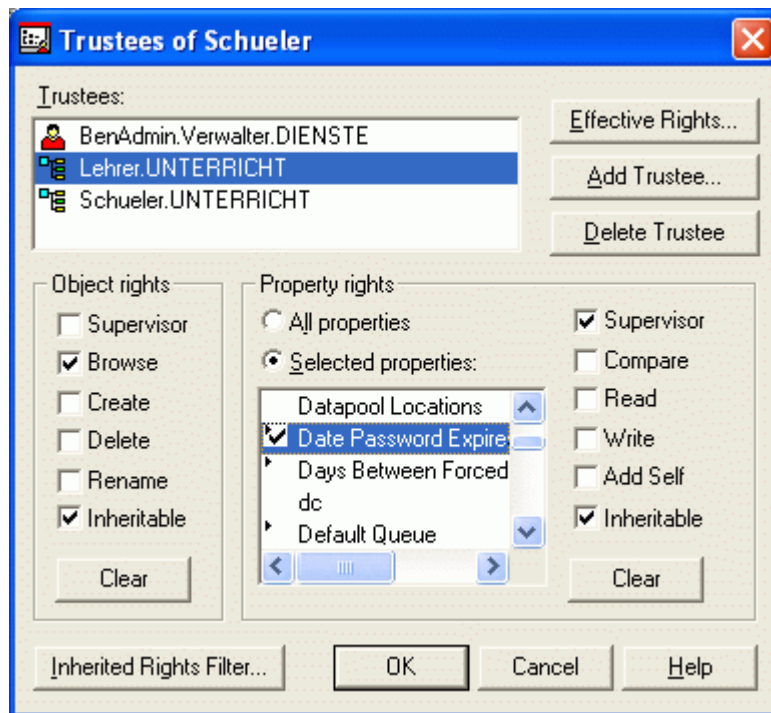 Trustees of Schueler
Trustees:
BenAdmin.Verwalter.DIENSTE
Lehrer.UNTERRICHT
Schueler.UNTERRICHT
Effective Rights...
Add Trustee...
Delete Trustee
Object rights
Supervisor
Browse
Create
Delete
Rename
Inheritable
Clear
Property rights
All properties
Selected properties:
Datapool Locations
Date Password Expire
Days Between Forced
dc
Default Queue
Supervisor
Compare
Read
Write
Add Self
Inheritable
Clear
Inherited Rights Filter...
OK
Cancel
Help